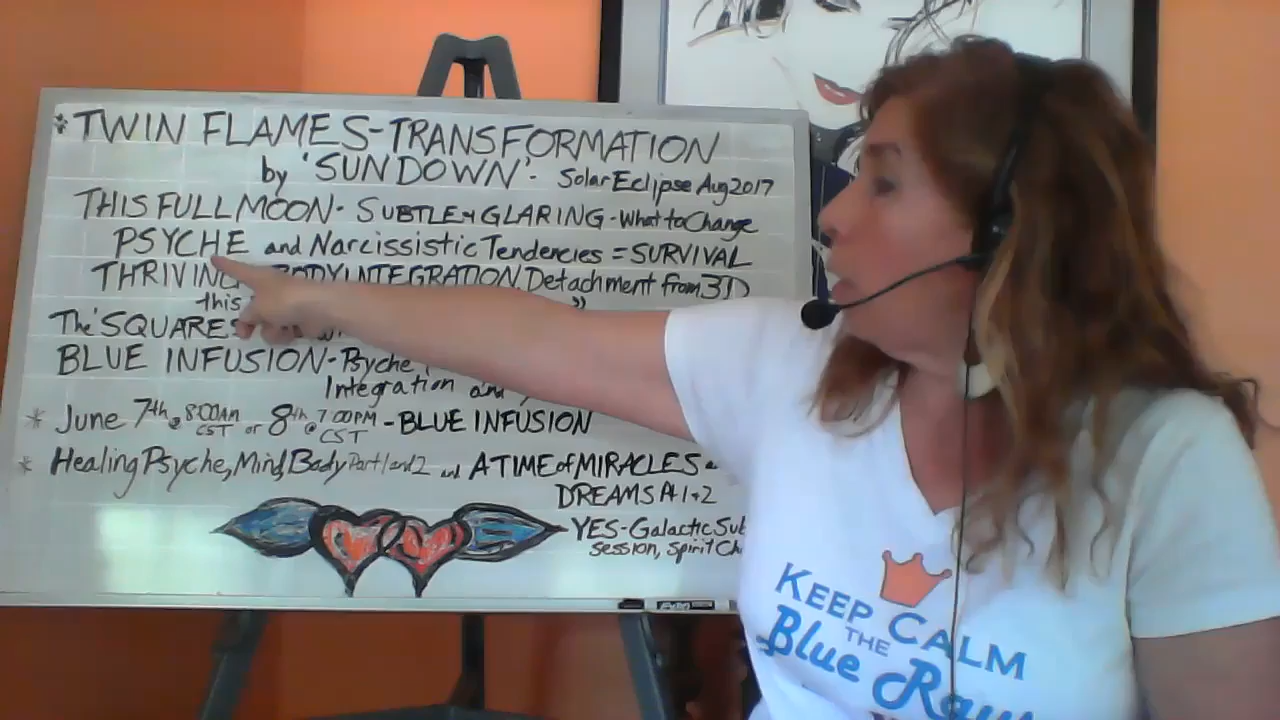 * TWIN FLAMES-TRANSFORMATION
by 'SUNDOWN' - Solar Eclipse Aug 2017
THIS FULL MOON - SUBTLE & GLARING - What to Change
PSYCHE and Narcissistic Tendencies = SURVIVAL
THRIVING BODY INTEGRATION Detachment from 3D
this "
The 'SQUARES
BLUE INFUSION - Psyche
Integration and
* June 7th @ 8:00AM CST or 8th @ 7:00PM CST - BLUE INFUSION
* Healing Psyche, Mind, Body Part 1 and 2 and A TIME of MIRACLES
DREAMS Pt 1+2
YES - Galactic
session, Spirit
KEEP CALM
THE
Blue Ray